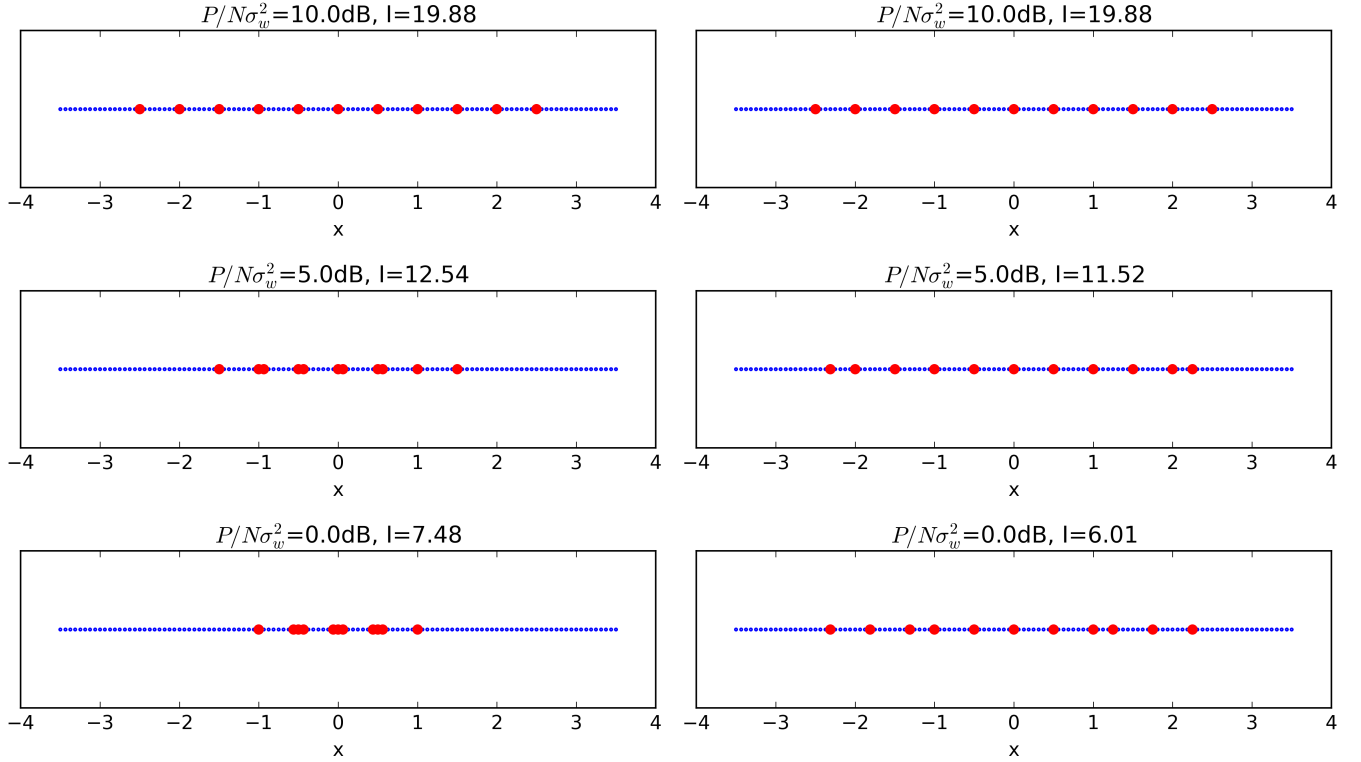 P/Nσ_w^2=10.0dB, I=19.88
−4 −3 −2 −1 0 1 2 3 4
x
P/Nσ_w^2=10.0dB, I=19.88
−4 −3 −2 −1 0 1 2 3 4
x
P/Nσ_w^2=5.0dB, I=12.54
−4 −3 −2 −1 0 1 2 3 4
x
P/Nσ_w^2=5.0dB, I=11.52
−4 −3 −2 −1 0 1 2 3 4
x
P/Nσ_w^2=0.0dB, I=7.48
−4 −3 −2 −1 0 1 2 3 4
x
P/Nσ_w^2=0.0dB, I=6.01
−4 −3 −2 −1 0 1 2 3 4
x